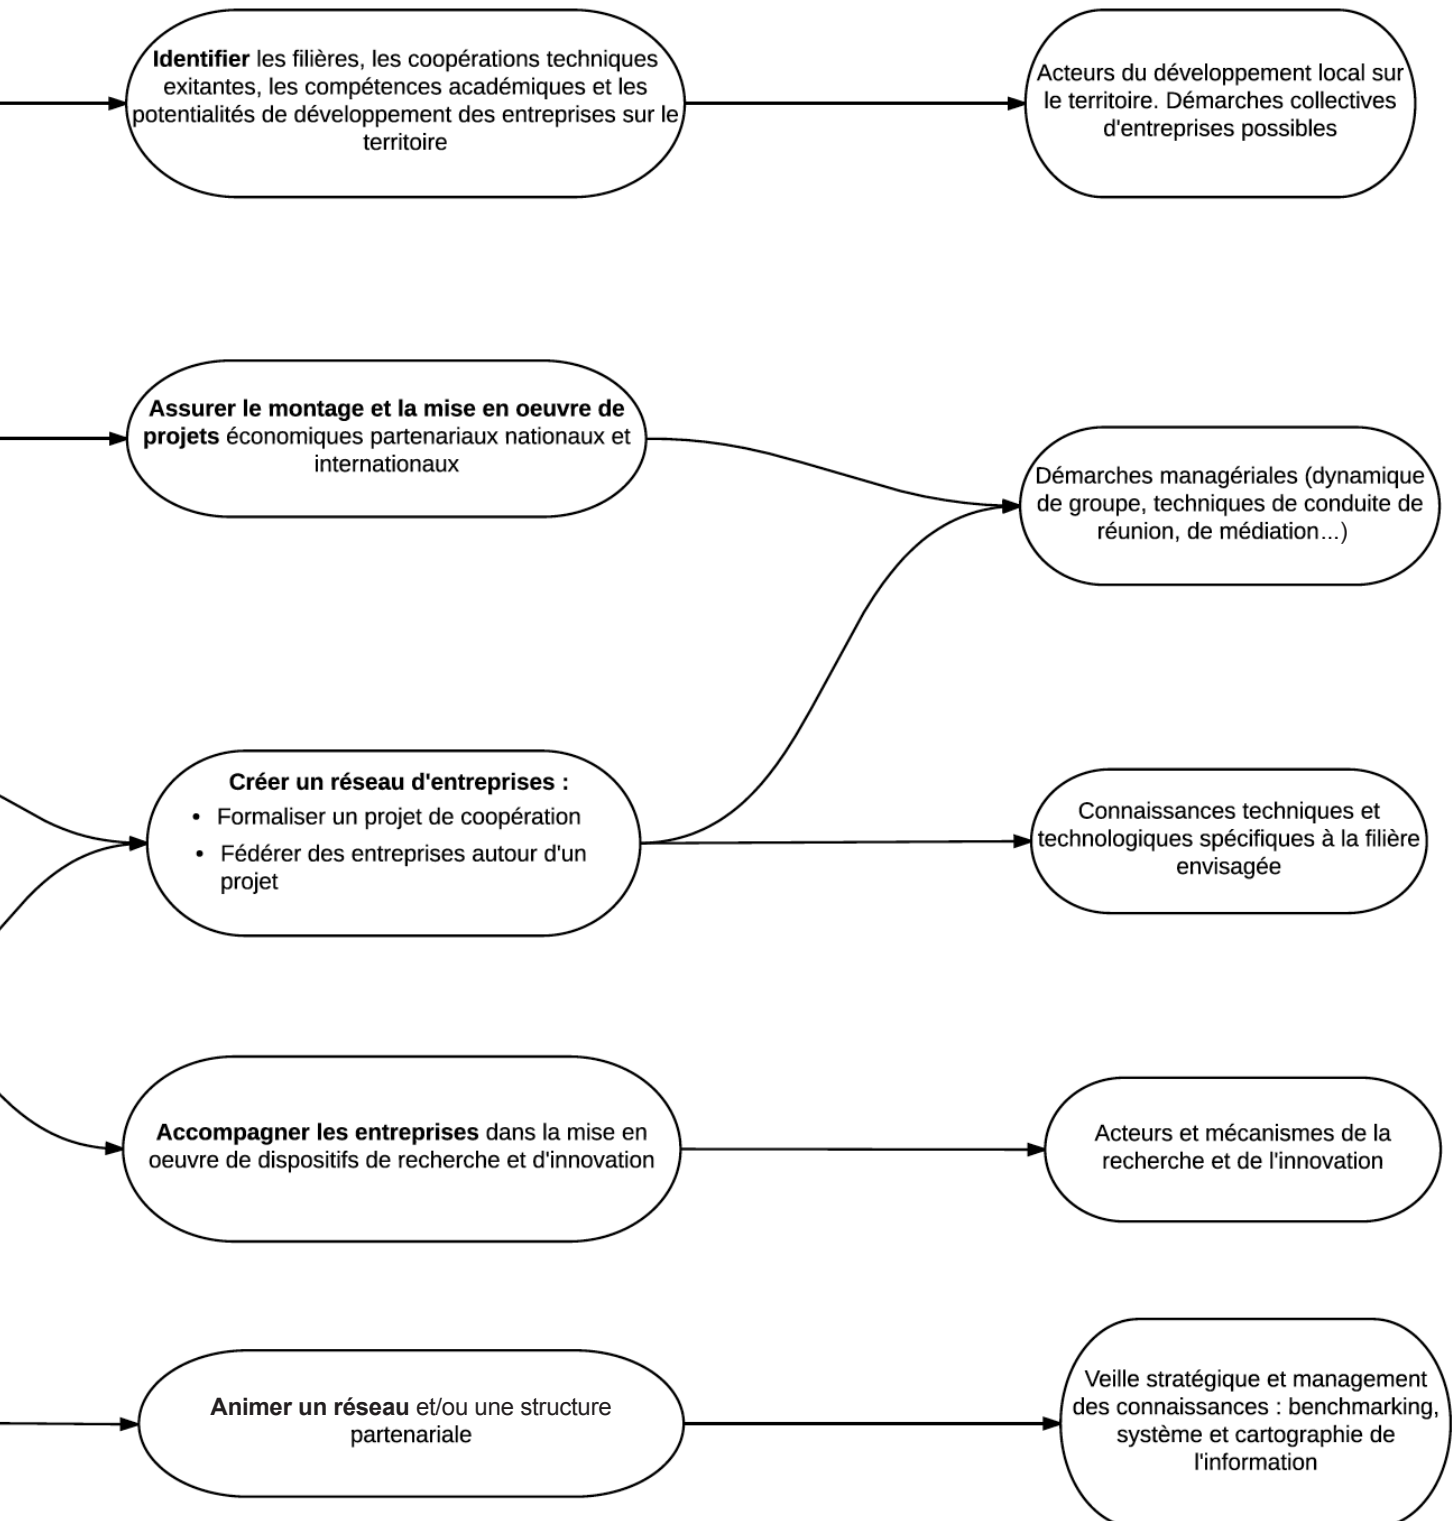 Identifier les filières, les coopérations techniques
exitantes, les compétences académiques et les
potentialités de développement des entreprises sur le
territoire
Acteurs du développement local sur
le territoire. Démarches collectives
d'entreprises possibles
Assurer le montage et la mise en oeuvre de
projets économiques partenariaux nationaux et
internationaux
Démarches managériales (dynamique
de groupe, techniques de conduite de
réunion, de médiation...)
Créer un réseau d'entreprises :
• Formaliser un projet de coopération
• Fédérer des entreprises autour d'un
projet
Connaissances techniques et
technologiques spécifiques à la filière
envisagée
Accompagner les entreprises dans la mise en
oeuvre de dispositifs de recherche et d'innovation
Acteurs et mécanismes de la
recherche et de l'innovation
Animer un réseau et/ou une structure
partenariale
Veille stratégique et management
des connaissances : benchmarking,
système et cartographie de
l'information